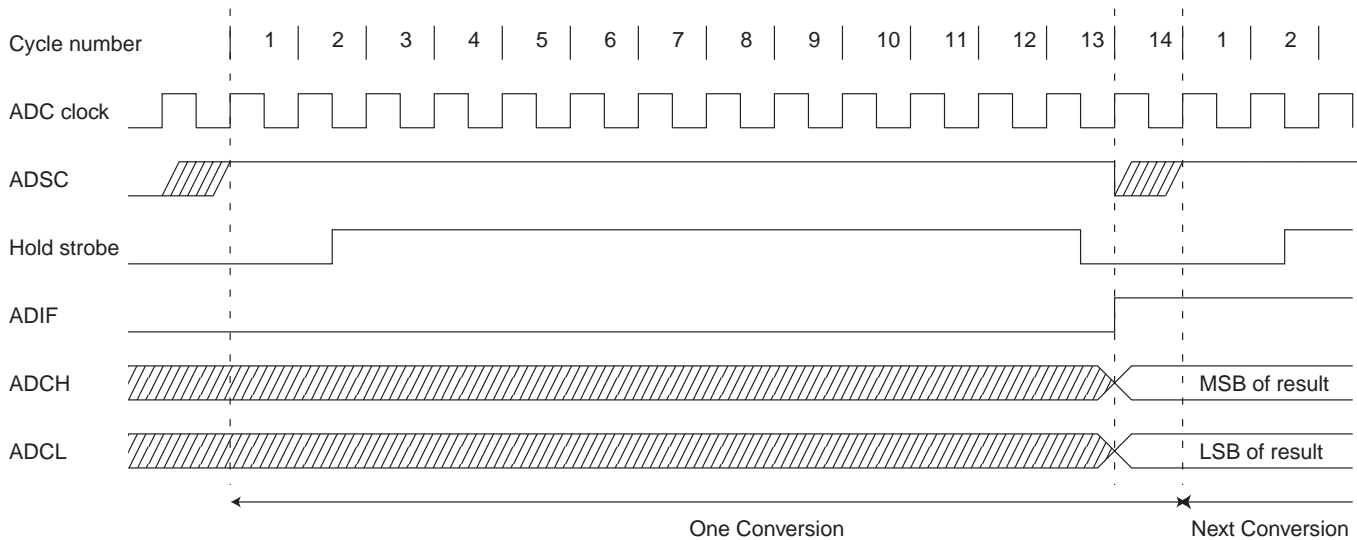 Cycle number 1 2 3 4 5 6 7 8 9 10 11 12 13 14 1 2
ADC clock
ADSC
Hold strobe
ADIF
ADCH MSB of result
ADCL LSB of result
One Conversion Next Conversion